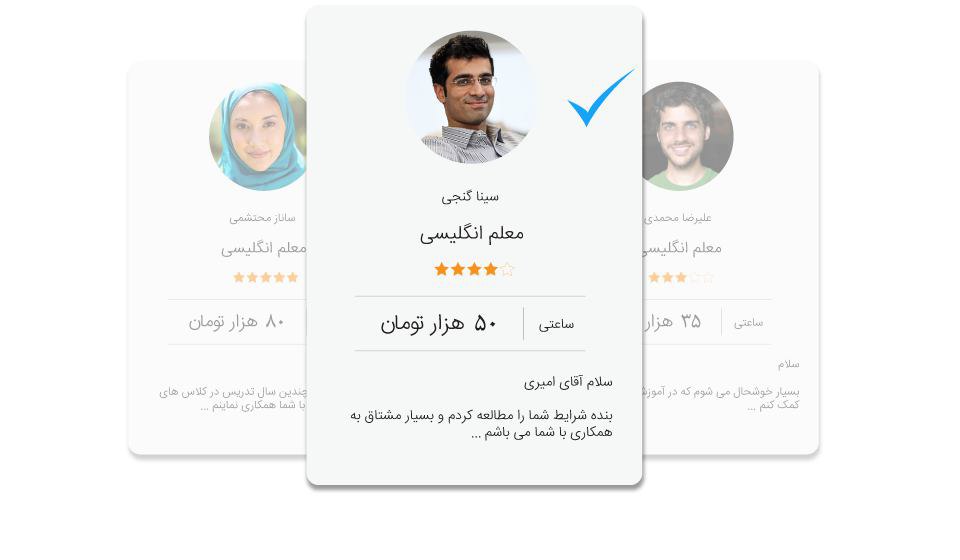 سینا گنجی
معلم انگلیسی
ساعتی
۵۰ هزار تومان
سلام آقای امیری
بنده شرایط شما را مطالعه کردم و بسیار مشتاق به
همکاری با شما می باشم ...
علیرضا محمدی
معلم انگلیسی
ساعتی
۳۵ هزار
سلام
بسیار خوشحال می شوم که در
کمک کنم ...
ساناز محتشمی
معلم انگلیسی
۸۰ هزار تومان
چندین سال تدریس در کلاس های
با شما همکاری نمایم ...